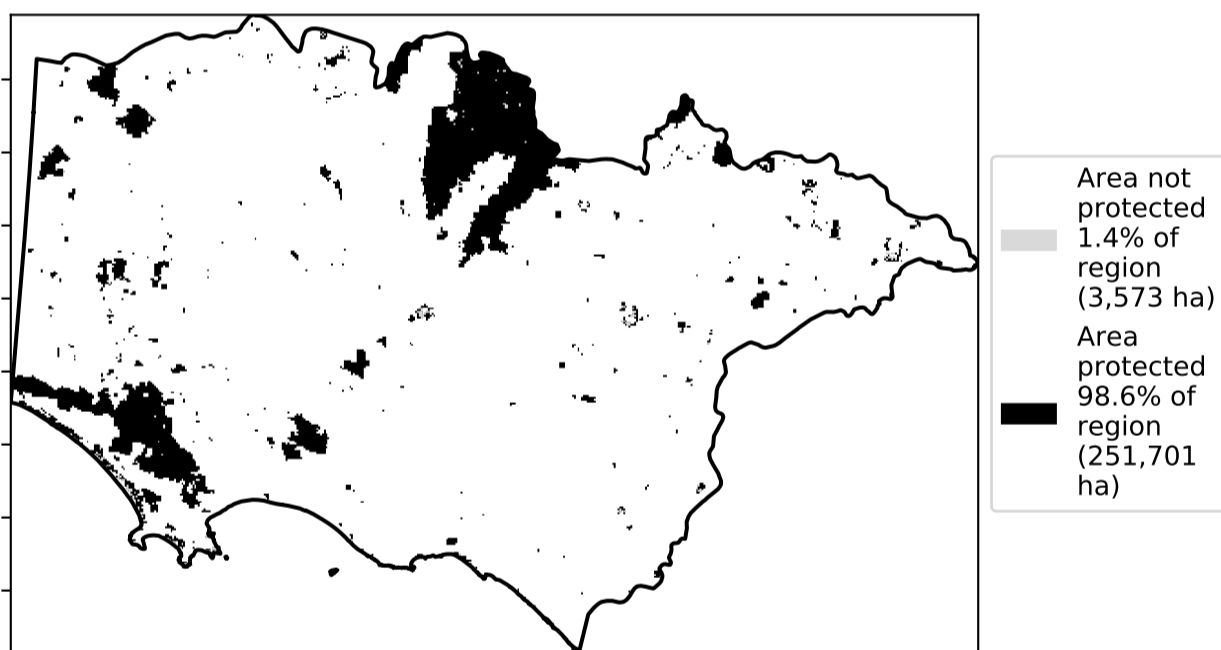 Area not
protected
1.4% of
region
(3,573 ha)
Area
protected
98.6% of
region
(251,701
ha)